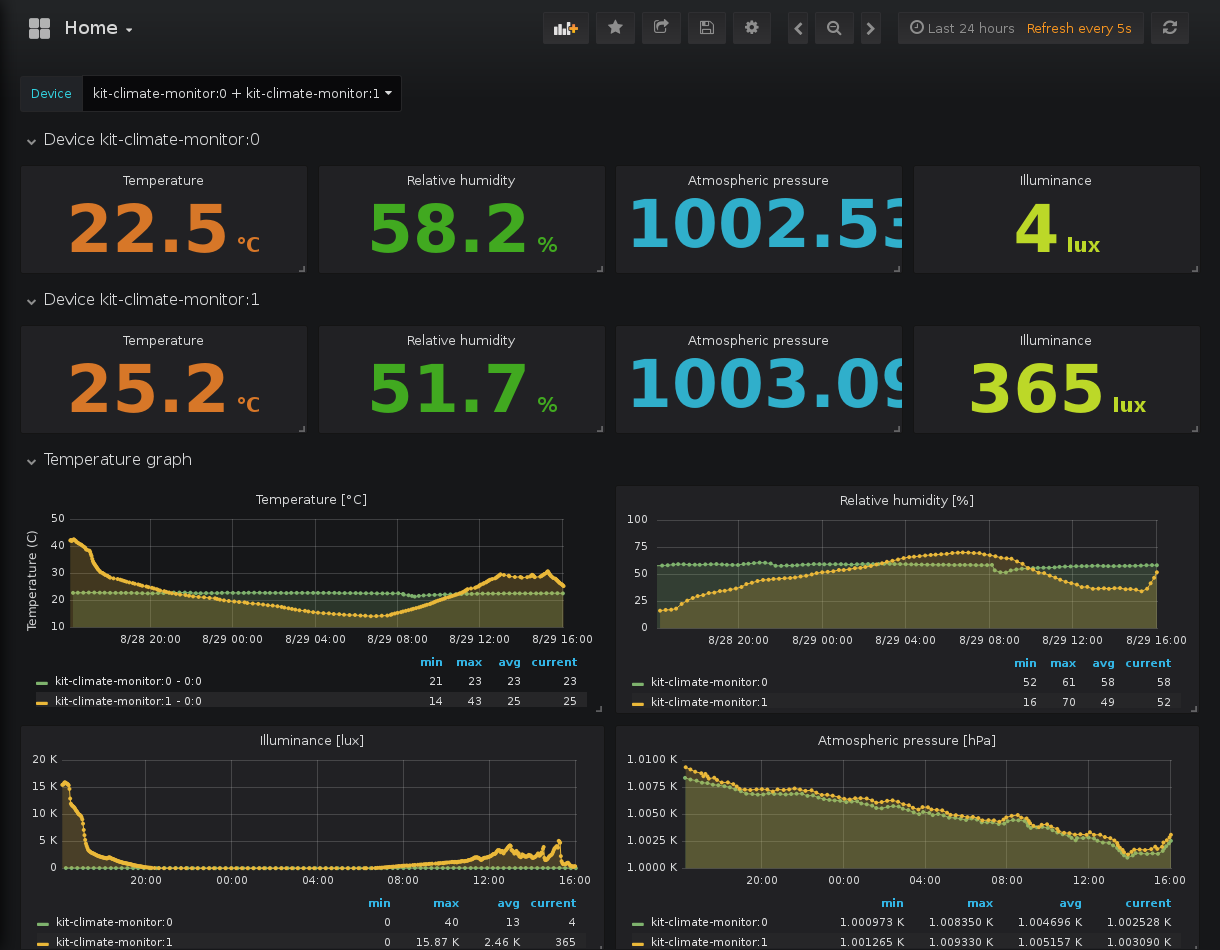 Home
Last 24 hours Refresh every 5s
Device kit-climate-monitor:0 + kit-climate-monitor:1
Device kit-climate-monitor:0
Temperature Relative humidity Atmospheric pressure Illuminance
22.5 °C 58.2 % 1002.53 4 lux
Device kit-climate-monitor:1
Temperature Relative humidity Atmospheric pressure Illuminance
25.2 °C 51.7 % 1003.09 365 lux
Temperature graph
Temperature [°C]
Temperature (C)
50
40
30
20
10
8/28 20:00 8/29 00:00 8/29 04:00 8/29 08:00 8/29 12:00 8/29 16:00
min max avg current
kit-climate-monitor:0 - 0:0 21 23 23 23
kit-climate-monitor:1 - 0:0 14 43 25 25
Relative humidity [%]
100
75
50
25
0
8/28 20:00 8/29 00:00 8/29 04:00 8/29 08:00 8/29 12:00 8/29 16:00
min max avg current
kit-climate-monitor:0 52 61 58 58
kit-climate-monitor:1 16 70 49 52
Illuminance [lux]
20 K
15 K
10 K
5 K
0
20:00 00:00 04:00 08:00 12:00 16:00
min max avg current
kit-climate-monitor:0 0 40 13 4
kit-climate-monitor:1 0 15.87 K 2.46 K 365
Atmospheric pressure [hPa]
1.0100 K
1.0075 K
1.0050 K
1.0025 K
1.0000 K
20:00 00:00 04:00 08:00 12:00 16:00
min max avg current
kit-climate-monitor:0 1.000973 K 1.008350 K 1.004696 K 1.002528 K
kit-climate-monitor:1 1.001265 K 1.009330 K 1.005157 K 1.003090 K